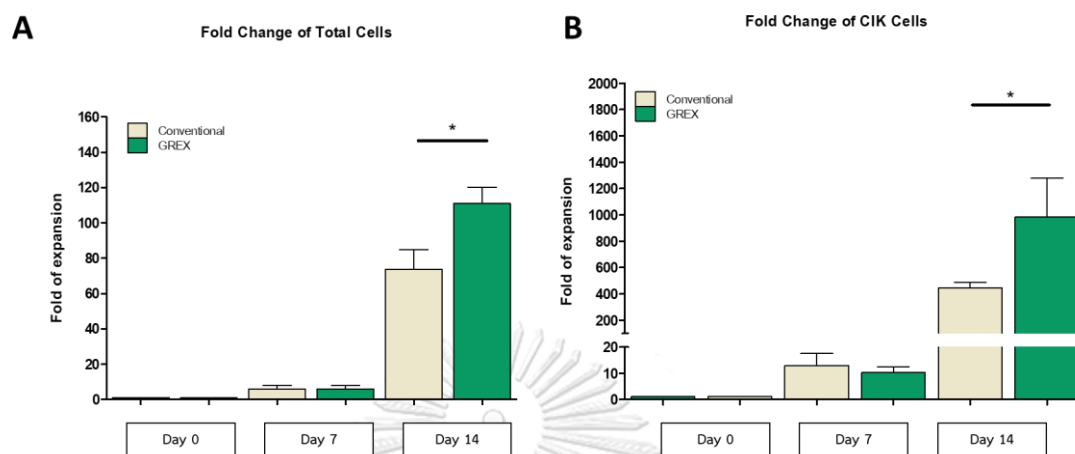 A
Fold Change of Total Cells
Conventional
GREX
*
Fold of expansion
160
140
120
100
80
60
40
20
0
Day 0
Day 7
Day 14
B
Fold Change of CIK Cells
Conventional
GREX
*
Fold of expansion
2000
1800
1600
1400
1200
1000
800
600
400
200
20
10
0
Day 0
Day 7
Day 14